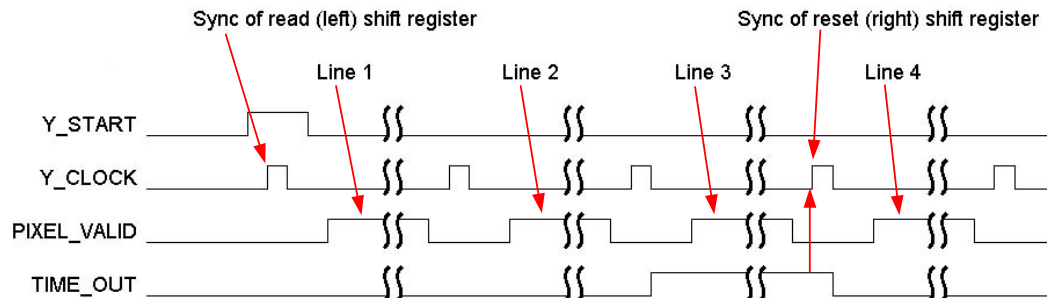 Sync of read (left) shift register
Sync of reset (right) shift register
Line 1
Line 2
Line 3
Line 4
Y_START
Y_CLOCK
PIXEL_VALID
TIME_OUT